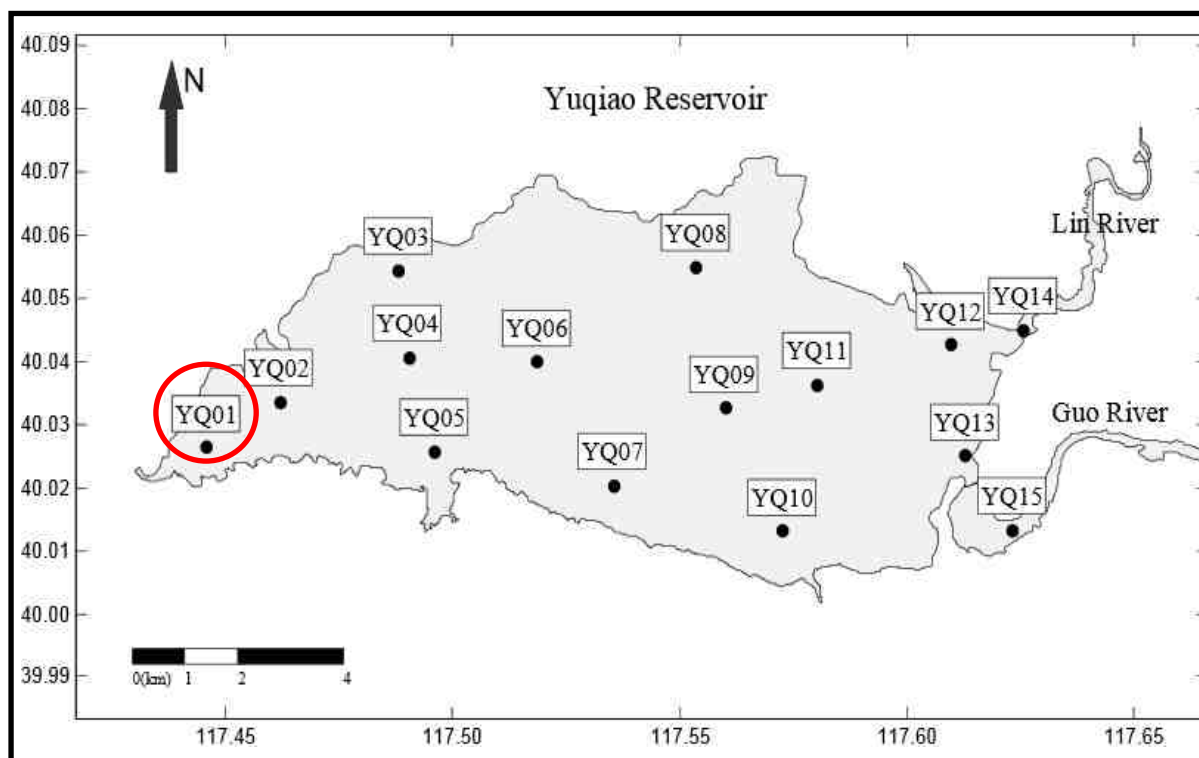 40.09
N
Yuqiao Reservoir
40.08
40.07
40.06
YQ03
YQ08
Lin River
40.05
YQ04
YQ06
YQ12
YQ14
40.04
YQ02
YQ11
YQ01
YQ09
YQ05
YQ13
Guo River
40.03
YQ07
40.02
YQ10
YQ15
40.01
40.00
39.99
0(km) 1 2 4
117.45 117.50 117.55 117.60 117.65